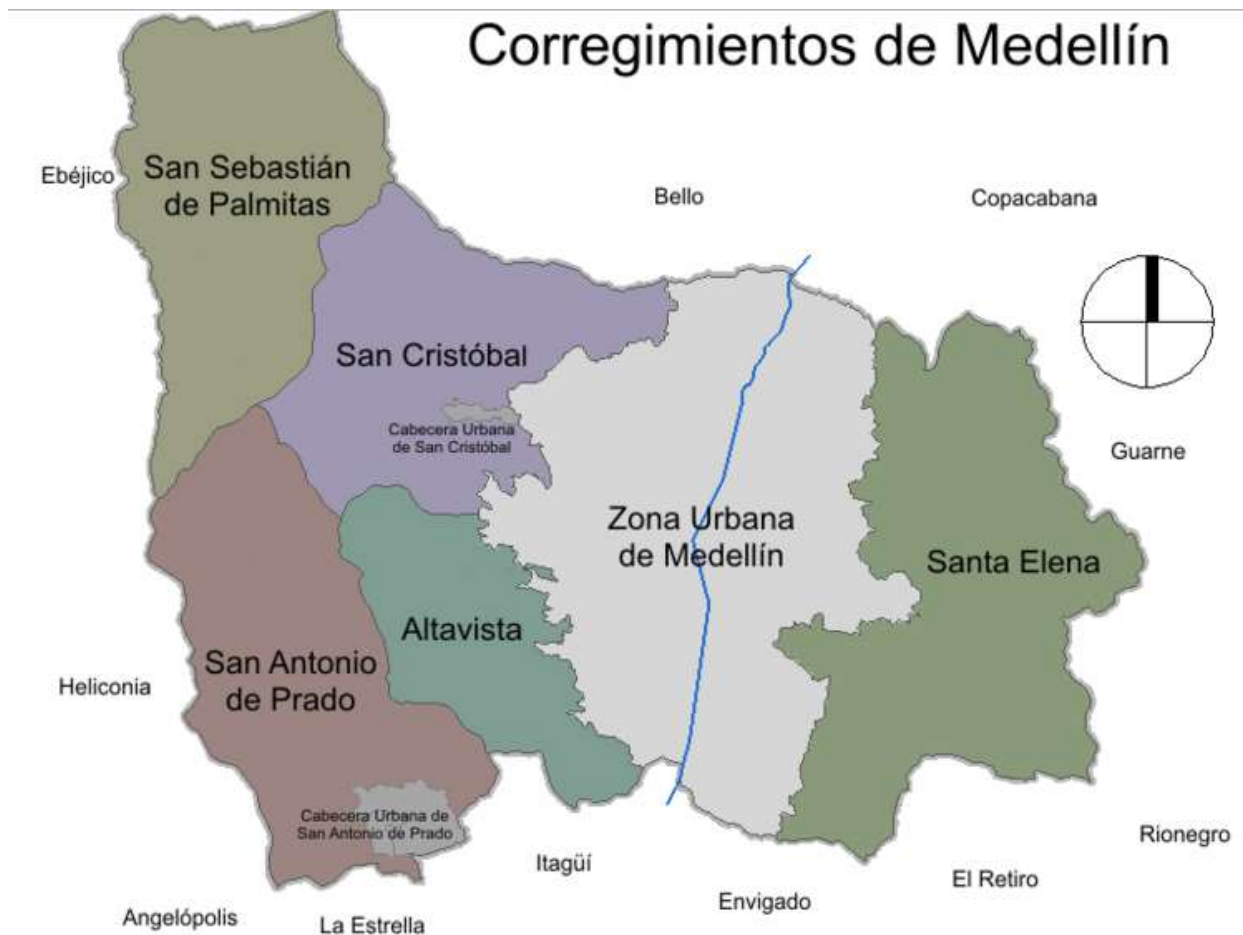 Corregimientos de Medellín
San Sebastián
de Palmitas
Ebéjico
Bello
Copacabana
San Cristóbal
Cabecera Urbana
de San Cristóbal
Guarne
Zona Urbana
de Medellín
Santa Elena
Altavista
San Antonio
de Prado
Heliconia
Cabecera Urbana de
San Antonio de Prado
Rionegro
Itagüí
El Retiro
Envigado
Angelópolis
La Estrella